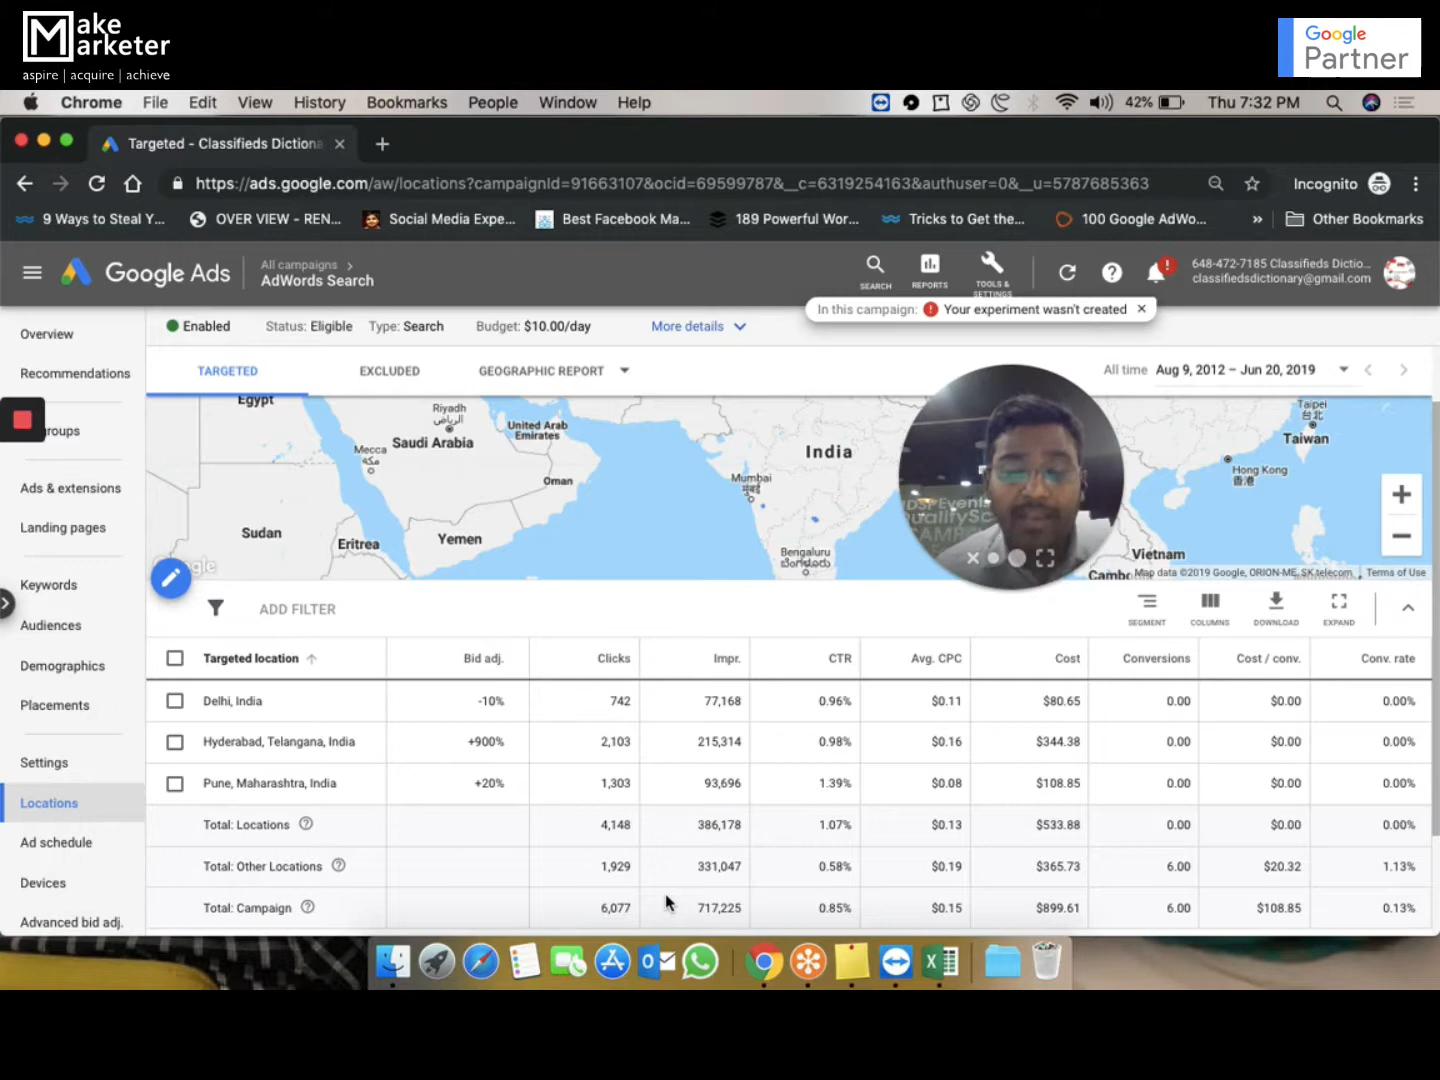 Make Marketer
aspire | acquire | achieve
Google Partner
Chrome File Edit View History Bookmarks People Window Help 42% Thu 7:32 PM
Targeted - Classifieds Dictiona
https://ads.google.com/aw/locations?campaignId=91663107&ocid=69599787&__c=6319254163&authuser=0&__u=5787685363 Incognito
9 Ways to Steal Y... OVER VIEW - REN... Social Media Expe... Best Facebook Ma... 189 Powerful Wor... Tricks to Get the... 100 Google AdWo... » Other Bookmarks
Google Ads
All campaigns >
AdWords Search
SEARCH
REPORTS
TOOLS & SETTINGS
648-472-7185 Classifieds Dictio...
classifiedsdictionary@gmail.com
In this campaign: Your experiment wasn't created
Overview
Recommendations
groups
Ads & extensions
Landing pages
Keywords
Audiences
Demographics
Placements
Settings
Locations
Ad schedule
Devices
Advanced bid adj.
Enabled Status: Eligible Type: Search Budget: $10.00/day More details
TARGETED EXCLUDED GEOGRAPHIC REPORT All time Aug 9, 2012 – Jun 20, 2019
Egypt
Riyadh
الرياض
Saudi Arabia
Mecca
مكة
United Arab Emirates
Oman
Sudan
Eritrea
Yemen
India
Mumbai
मुंबई
Bengaluru
ಬೆಂಗಳೂರು
Taipei
台北
Taiwan
Hong Kong
香港
Vietnam
Map data ©2019 Google, ORION-ME, SK telecom Terms of Use
ADD FILTER
SEGMENT COLUMNS DOWNLOAD EXPAND
Targeted location Bid adj. Clicks Impr. CTR Avg. CPC Cost Conversions Cost / conv. Conv. rate
Delhi, India -10% 742 77,168 0.96% $0.11 $80.65 0.00 $0.00 0.00%
Hyderabad, Telangana, India +900% 2,103 215,314 0.98% $0.16 $344.38 0.00 $0.00 0.00%
Pune, Maharashtra, India +20% 1,303 93,696 1.39% $0.08 $108.85 0.00 $0.00 0.00%
Total: Locations 4,148 386,178 1.07% $0.13 $533.88 0.00 $0.00 0.00%
Total: Other Locations 1,929 331,047 0.58% $0.19 $365.73 6.00 $20.32 1.13%
Total: Campaign 6,077 717,225 0.85% $0.15 $899.61 6.00 $108.85 0.13%